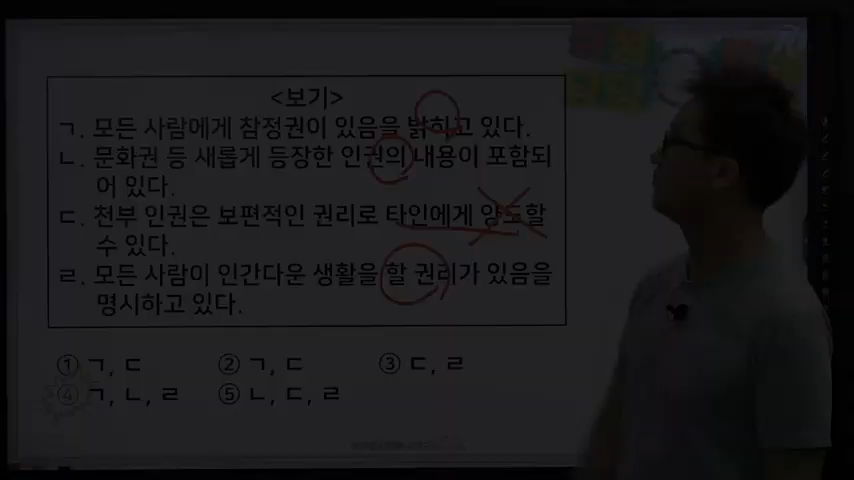 <보기>
ㄱ. 모든 사람에게 참정권이 있음을 밝히고 있다.
ㄴ. 문화권 등 새롭게 등장한 인권의 내용이 포함되
어 있다.
ㄷ. 천부 인권은 보편적인 권리로 타인에게 양도할
수 있다.
ㄹ. 모든 사람이 인간다운 생활을 할 권리가 있음을
명시하고 있다.
① ㄱ, ㄷ ② ㄱ, ㄷ ③ ㄷ, ㄹ
④ ㄱ, ㄴ, ㄹ ⑤ ㄴ, ㄷ, ㄹ